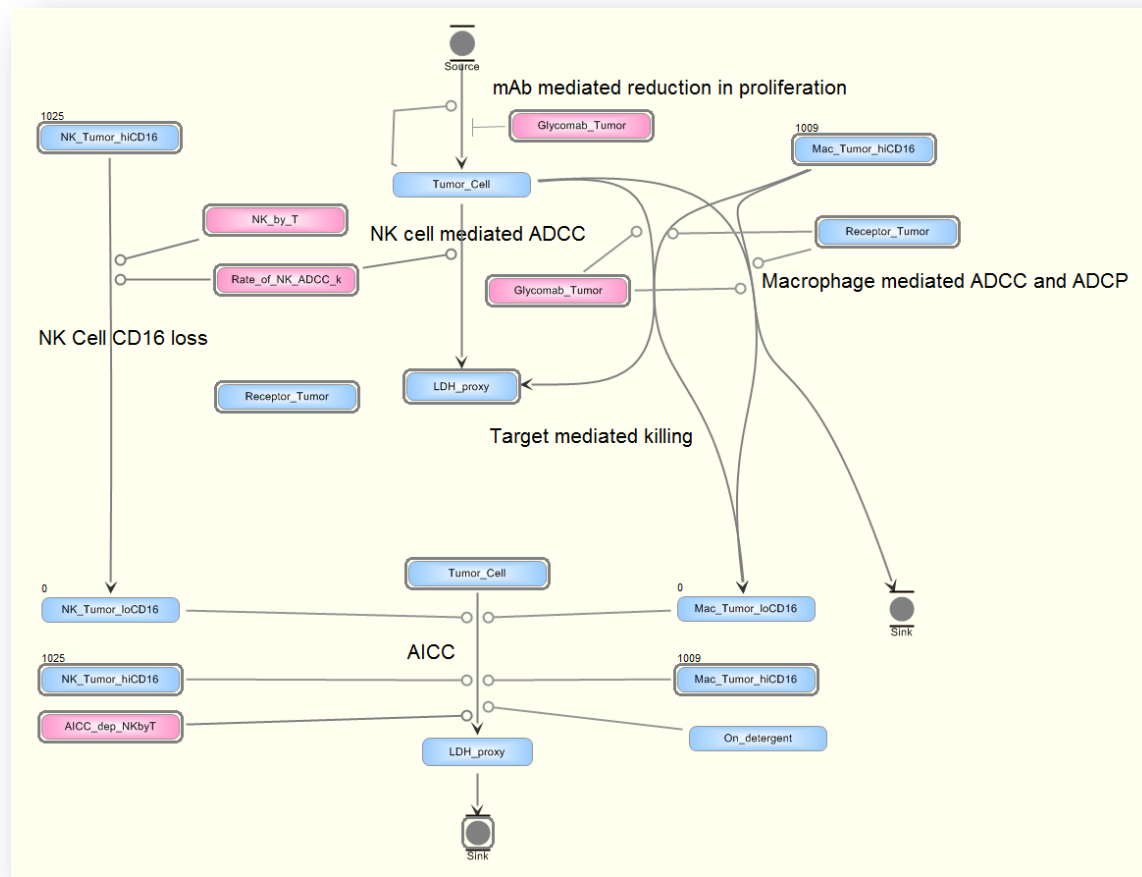 Source
mAb mediated reduction in proliferation
1025
NK_Tumor_hiCD16
Glycomab_Tumor
1009
Mac_Tumor_hiCD16
Tumor_Cell
NK_by_T
NK cell mediated ADCC
Receptor_Tumor
Rate_of_NK_ADCC_k
Glycomab_Tumor
Macrophage mediated ADCC and ADCP
NK Cell CD16 loss
LDH_proxy
Receptor_Tumor
Target mediated killing
Tumor_Cell
0
NK_Tumor_loCD16
0
Mac_Tumor_loCD16
Sink
AICC
1025
NK_Tumor_hiCD16
1009
Mac_Tumor_hiCD16
AICC_dep_NKbyT
On_detergent
LDH_proxy
Sink